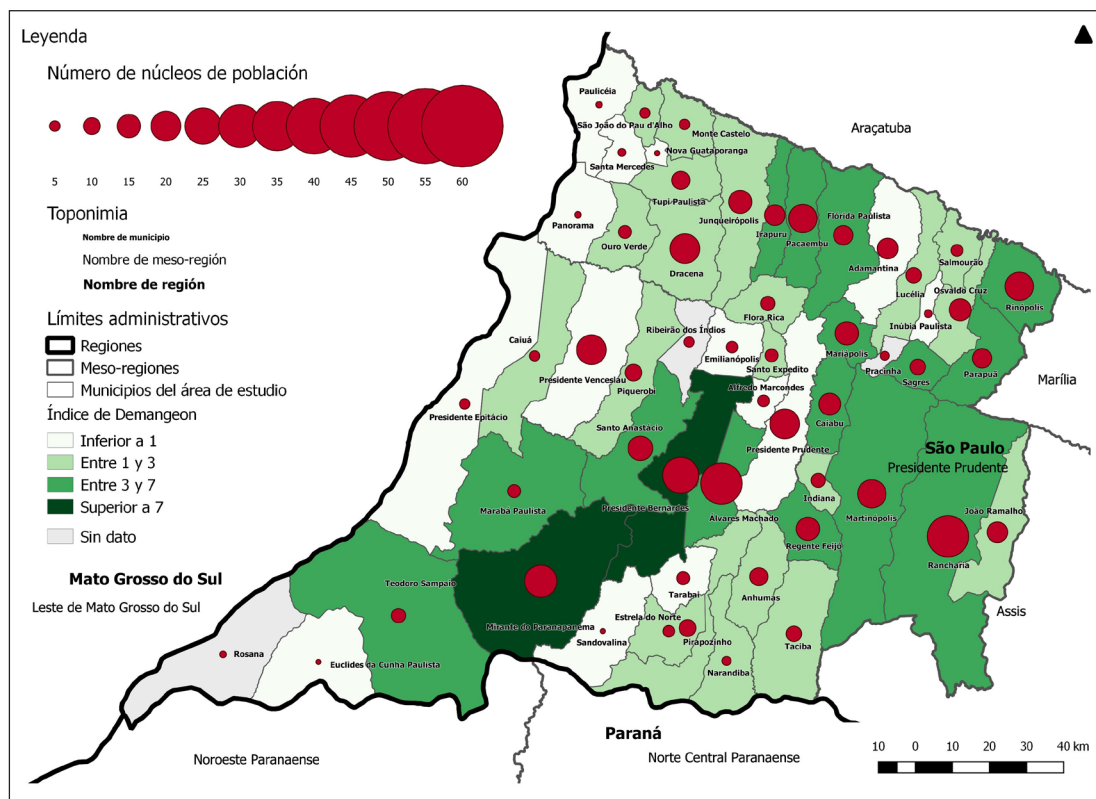 Leyenda
Número de núcleos de población
5 10 15 20 25 30 35 40 45 50 55 60
Toponimia
Nombre de municipio
Nombre de meso-región
Nombre de región
Límites administrativos
Regiones
Meso-regiones
Municipios del área de estudio
Índice de Demangeon
Inferior a 1
Entre 1 y 3
Entre 3 y 7
Superior a 7
Sin dato
Paulicéia
São João do Pau d'Alho
Monte Castelo
Nova Guataporanga
Santa Mercedes
Araçatuba
Tupi Paulista
Panorama
Junqueirópolis
Irapuru
Pacaembu
Flórida Paulista
Ouro Verde
Dracena
Adamantina
Salmourão
Lucélia
Osvaldo Cruz
Rinópolis
Flora Rica
Inúbia Paulista
Ribeirão dos Índios
Caiuá
Emilianópolis
Mariápolis
Pracinha
Sagres
Parapuã
Santo Expedito
Presidente Venceslau
Piquerobi
Marília
Alfredo Marcondes
Presidente Epitácio
Caiabu
Santo Anastácio
Presidente Prudente
São Paulo
Presidente Prudente
Indiana
Marabá Paulista
Presidente Bernardes
Álvares Machado
Martinópolis
João Ramalho
Regente Feijó
Rancharia
Mato Grosso do Sul
Leste de Mato Grosso do Sul
Teodoro Sampaio
Tarabai
Anhumas
Assis
Mirante do Paranapanema
Estrela do Norte
Sandovalina
Pirapozinho
Taciba
Rosana
Euclides da Cunha Paulista
Narandiba
Paraná
Noroeste Paranaense
Norte Central Paranaense
10 0 10 20 30 40 km